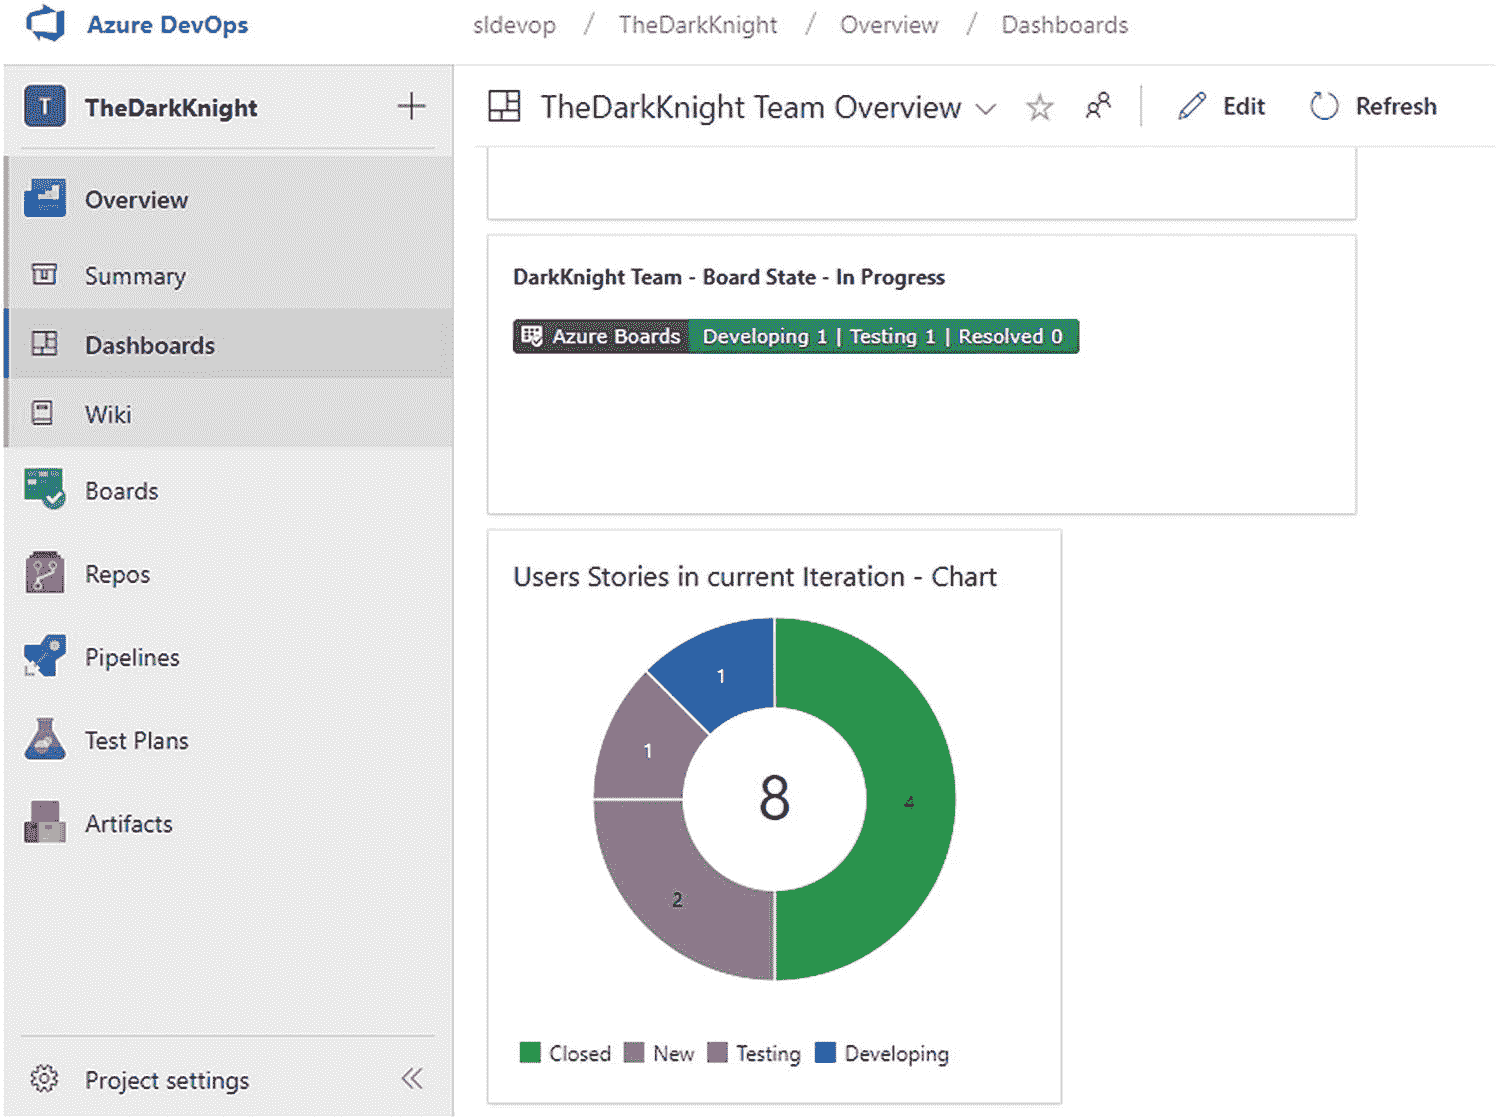 Azure DevOps
sldevop / TheDarkKnight / Overview / Dashboards
T TheDarkKnight
TheDarkKnight Team Overview
Edit
Refresh
Overview
Summary
Dashboards
Wiki
Boards
Repos
Pipelines
Test Plans
Artifacts
Project settings
DarkKnight Team - Board State - In Progress
Azure Boards Developing 1 | Testing 1 | Resolved 0
Users Stories in current Iteration - Chart
1
1
8
4
2
Closed New Testing Developing